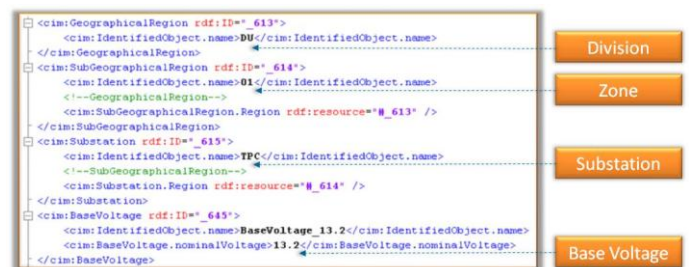 <cim:GeographicalRegion rdf:ID="_613">
<cim:IdentifiedObject.name>DU</cim:IdentifiedObject.name>
</cim:GeographicalRegion>
<cim:SubGeographicalRegion rdf:ID="_614">
<cim:IdentifiedObject.name>01</cim:IdentifiedObject.name>
<!--GeographicalRegion-->
<cim:SubGeographicalRegion.Region rdf:resource="#_613" />
</cim:SubGeographicalRegion>
<cim:Substation rdf:ID="_615">
<cim:IdentifiedObject.name>TPC</cim:IdentifiedObject.name>
<!--SubGeographicalRegion-->
<cim:Substation.Region rdf:resource="#_614" />
</cim:Substation>
<cim:BaseVoltage rdf:ID="_645">
<cim:IdentifiedObject.name>BaseVoltage_13.2</cim:IdentifiedObject.name>
<cim:BaseVoltage.nominalVoltage>13.2</cim:BaseVoltage.nominalVoltage>
</cim:BaseVoltage>
Division
Zone
Substation
Base Voltage